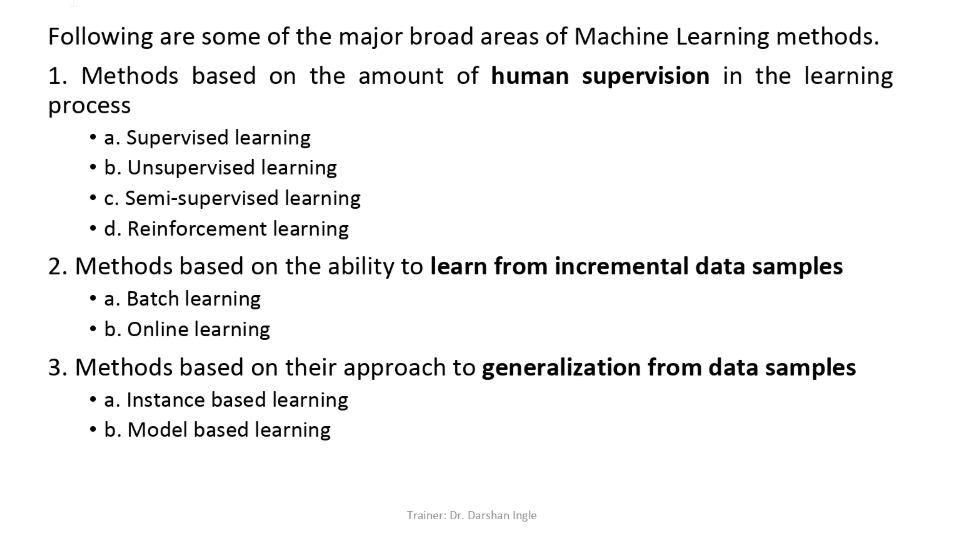 Following are some of the major broad areas of Machine Learning methods.
1. Methods based on the amount of human supervision in the learning
process
• a. Supervised learning
• b. Unsupervised learning
• c. Semi-supervised learning
• d. Reinforcement learning
2. Methods based on the ability to learn from incremental data samples
• a. Batch learning
• b. Online learning
3. Methods based on their approach to generalization from data samples
• a. Instance based learning
• b. Model based learning
Trainer: Dr. Darshan Ingle